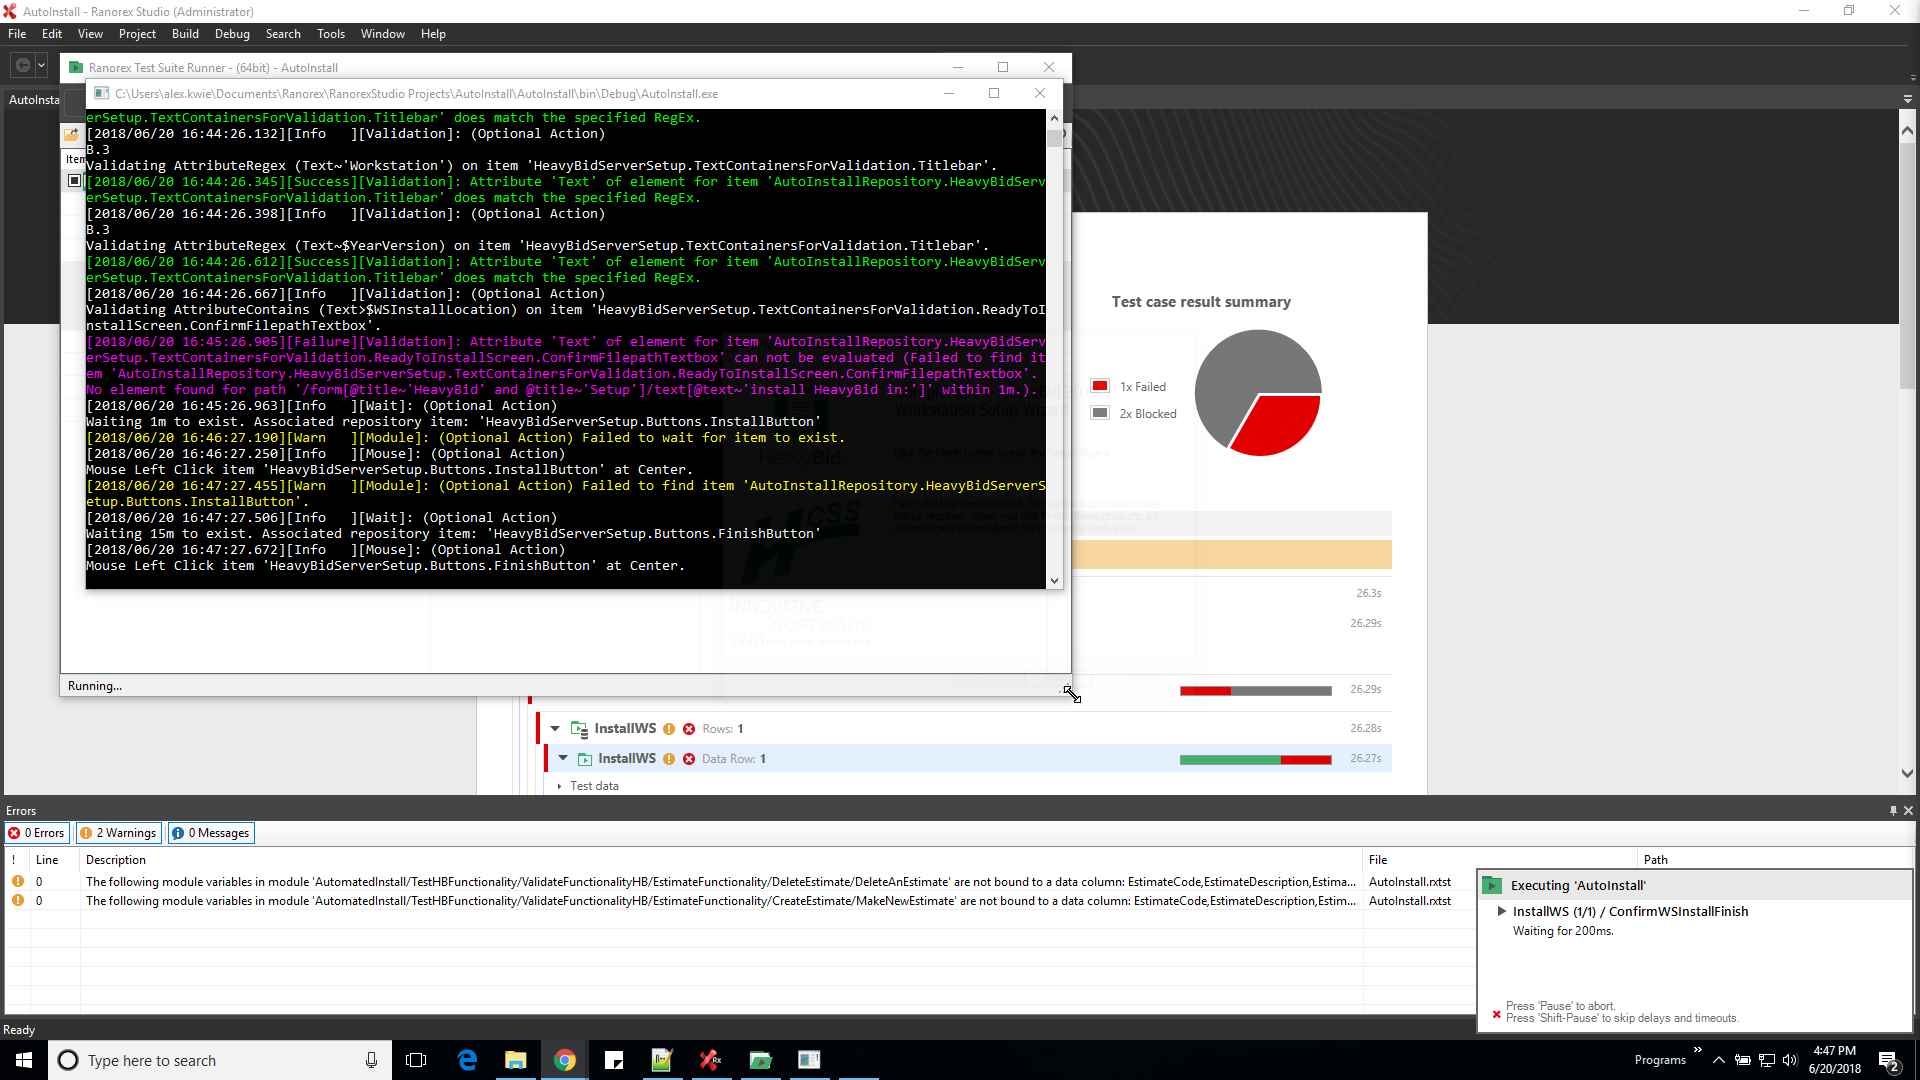 AutoInstall - Ranorex Studio (Administrator)
File Edit View Project Build Debug Search Tools Window Help
Ranorex Test Suite Runner - (64bit) - AutoInstall
AutoInsta
C:\Users\alex.kwie\Documents\Ranorex\RanorexStudio Projects\AutoInstall\AutoInstall\bin\Debug\AutoInstall.exe
Item
erSetup.TextContainersForValidation.Titlebar' does match the specified RegEx.
[2018/06/20 16:44:26.132][Info   ][Validation]: (Optional Action)
B.3
Validating AttributeRegex (Text~'Workstation') on item 'HeavyBidServerSetup.TextContainersForValidation.Titlebar'.
[2018/06/20 16:44:26.345][Success][Validation]: Attribute 'Text' of element for item 'AutoInstallRepository.HeavyBidServ
erSetup.TextContainersForValidation.Titlebar' does match the specified RegEx.
[2018/06/20 16:44:26.398][Info   ][Validation]: (Optional Action)
B.3
Validating AttributeRegex (Text~$YearVersion) on item 'HeavyBidServerSetup.TextContainersForValidation.Titlebar'.
[2018/06/20 16:44:26.612][Success][Validation]: Attribute 'Text' of element for item 'AutoInstallRepository.HeavyBidServ
erSetup.TextContainersForValidation.Titlebar' does match the specified RegEx.
[2018/06/20 16:44:26.667][Info   ][Validation]: (Optional Action)
Validating AttributeContains (Text>$WSInstallLocation) on item 'HeavyBidServerSetup.TextContainersForValidation.ReadyToI
nstallScreen.ConfirmFilepathTextbox'.
[2018/06/20 16:45:26.905][Failure][Validation]: Attribute 'Text' of element for item 'AutoInstallRepository.HeavyBidServ
erSetup.TextContainersForValidation.ReadyToInstallScreen.ConfirmFilepathTextbox' can not be evaluated (Failed to find it
em 'AutoInstallRepository.HeavyBidServerSetup.TextContainersForValidation.ReadyToInstallScreen.ConfirmFilepathTextbox'.
No element found for path '/form[@title~'HeavyBid' and @title~'Setup']/text[@text~'install HeavyBid in:']' within 1m.).
[2018/06/20 16:45:26.963][Info   ][Wait]: (Optional Action)
Waiting 1m to exist. Associated repository item: 'HeavyBidServerSetup.Buttons.InstallButton'
[2018/06/20 16:46:27.190][Warn   ][Module]: (Optional Action) Failed to wait for item to exist.
[2018/06/20 16:46:27.250][Info   ][Mouse]: (Optional Action)
Mouse Left Click item 'HeavyBidServerSetup.Buttons.InstallButton' at Center.
[2018/06/20 16:47:27.455][Warn   ][Module]: (Optional Action) Failed to find item 'AutoInstallRepository.HeavyBidServerS
etup.Buttons.InstallButton'.
[2018/06/20 16:47:27.506][Info   ][Wait]: (Optional Action)
Waiting 15m to exist. Associated repository item: 'HeavyBidServerSetup.Buttons.FinishButton'
[2018/06/20 16:47:27.672][Info   ][Mouse]: (Optional Action)
Mouse Left Click item 'HeavyBidServerSetup.Buttons.FinishButton' at Center.
Running...
Test case result summary
1x Failed
2x Blocked
26.3s
26.29s
26.29s
InstallWS Rows: 1 26.28s
InstallWS Data Row: 1 26.27s
Test data
Errors
0 Errors 2 Warnings 0 Messages
! Line Description File Path
0 The following module variables in module 'AutomatedInstall/TestHBFunctionality/ValidateFunctionalityHB/EstimateFunctionality/DeleteEstimate/DeleteAnEstimate' are not bound to a data column: EstimateCode,EstimateDescription,Estima... AutoInstall.rxtst
0 The following module variables in module 'AutomatedInstall/TestHBFunctionality/ValidateFunctionalityHB/EstimateFunctionality/CreateEstimate/MakeNewEstimate' are not bound to a data column: EstimateCode,EstimateDescription,Estim... AutoInstall.rxtst
Executing 'AutoInstall'
InstallWS (1/1) / ConfirmWSInstallFinish
Waiting for 200ms.
Press 'Pause' to abort.
Press 'Shift-Pause' to skip delays and timeouts.
Ready
Type here to search
Programs
4:47 PM
6/20/2018
2